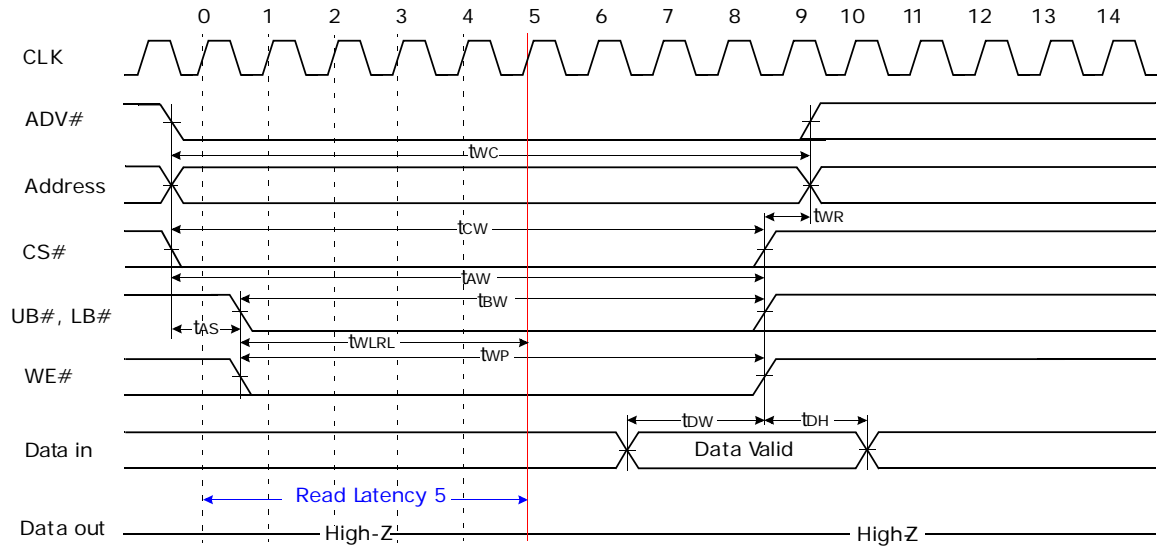 0 1 2 3 4 5 6 7 8 9 10 11 12 13 14
CLK
ADV#
tWC
Address
tWR
tCW
CS#
tAW
tBW
UB#, LB#
tAS
tWLRL
tWP
WE#
tDW tDH
Data in Data Valid
Read Latency 5
Data out High-Z High-Z